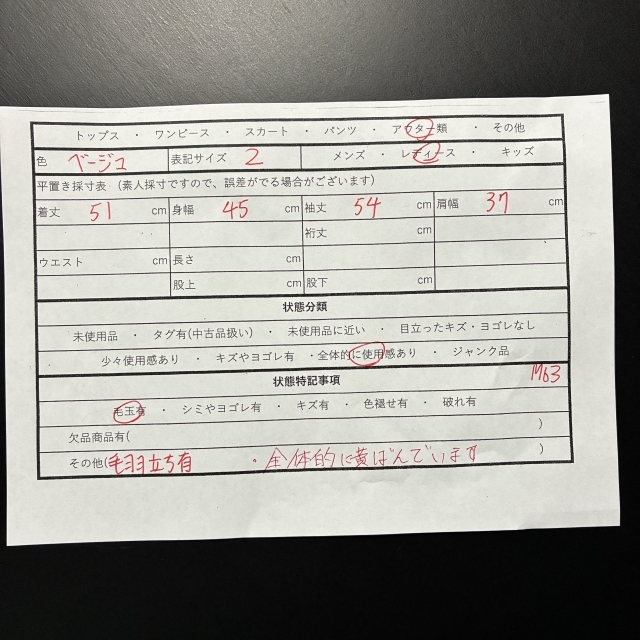 トップス ・ ワンピース ・ スカート ・ パンツ ・ アウター類 ・ その他
色 ベージュ 表記サイズ 2 メンズ ・ レディース ・ キッズ
平置き採寸表 (素人採寸ですので、誤差がでる場合がございます)
着丈 51 cm 身幅 45 cm 袖丈 54 cm 肩幅 37 cm
裄丈 cm
ウエスト cm 長さ cm
股上 cm 股下 cm
状態分類
未使用品 ・ タグ有(中古品扱い) ・ 未使用品に近い ・ 目立ったキズ・ヨゴレなし
少々使用感あり ・ キズやヨゴレ有 ・全体的に使用感あり ・ ジャンク品
状態特記事項 M63
毛玉有 ・ シミやヨゴレ有 ・ キズ有 ・ 色褪せ有 ・ 破れ有
欠品商品有( )
その他(毛羽立ち有 ・全体的に黄ばんでいます )